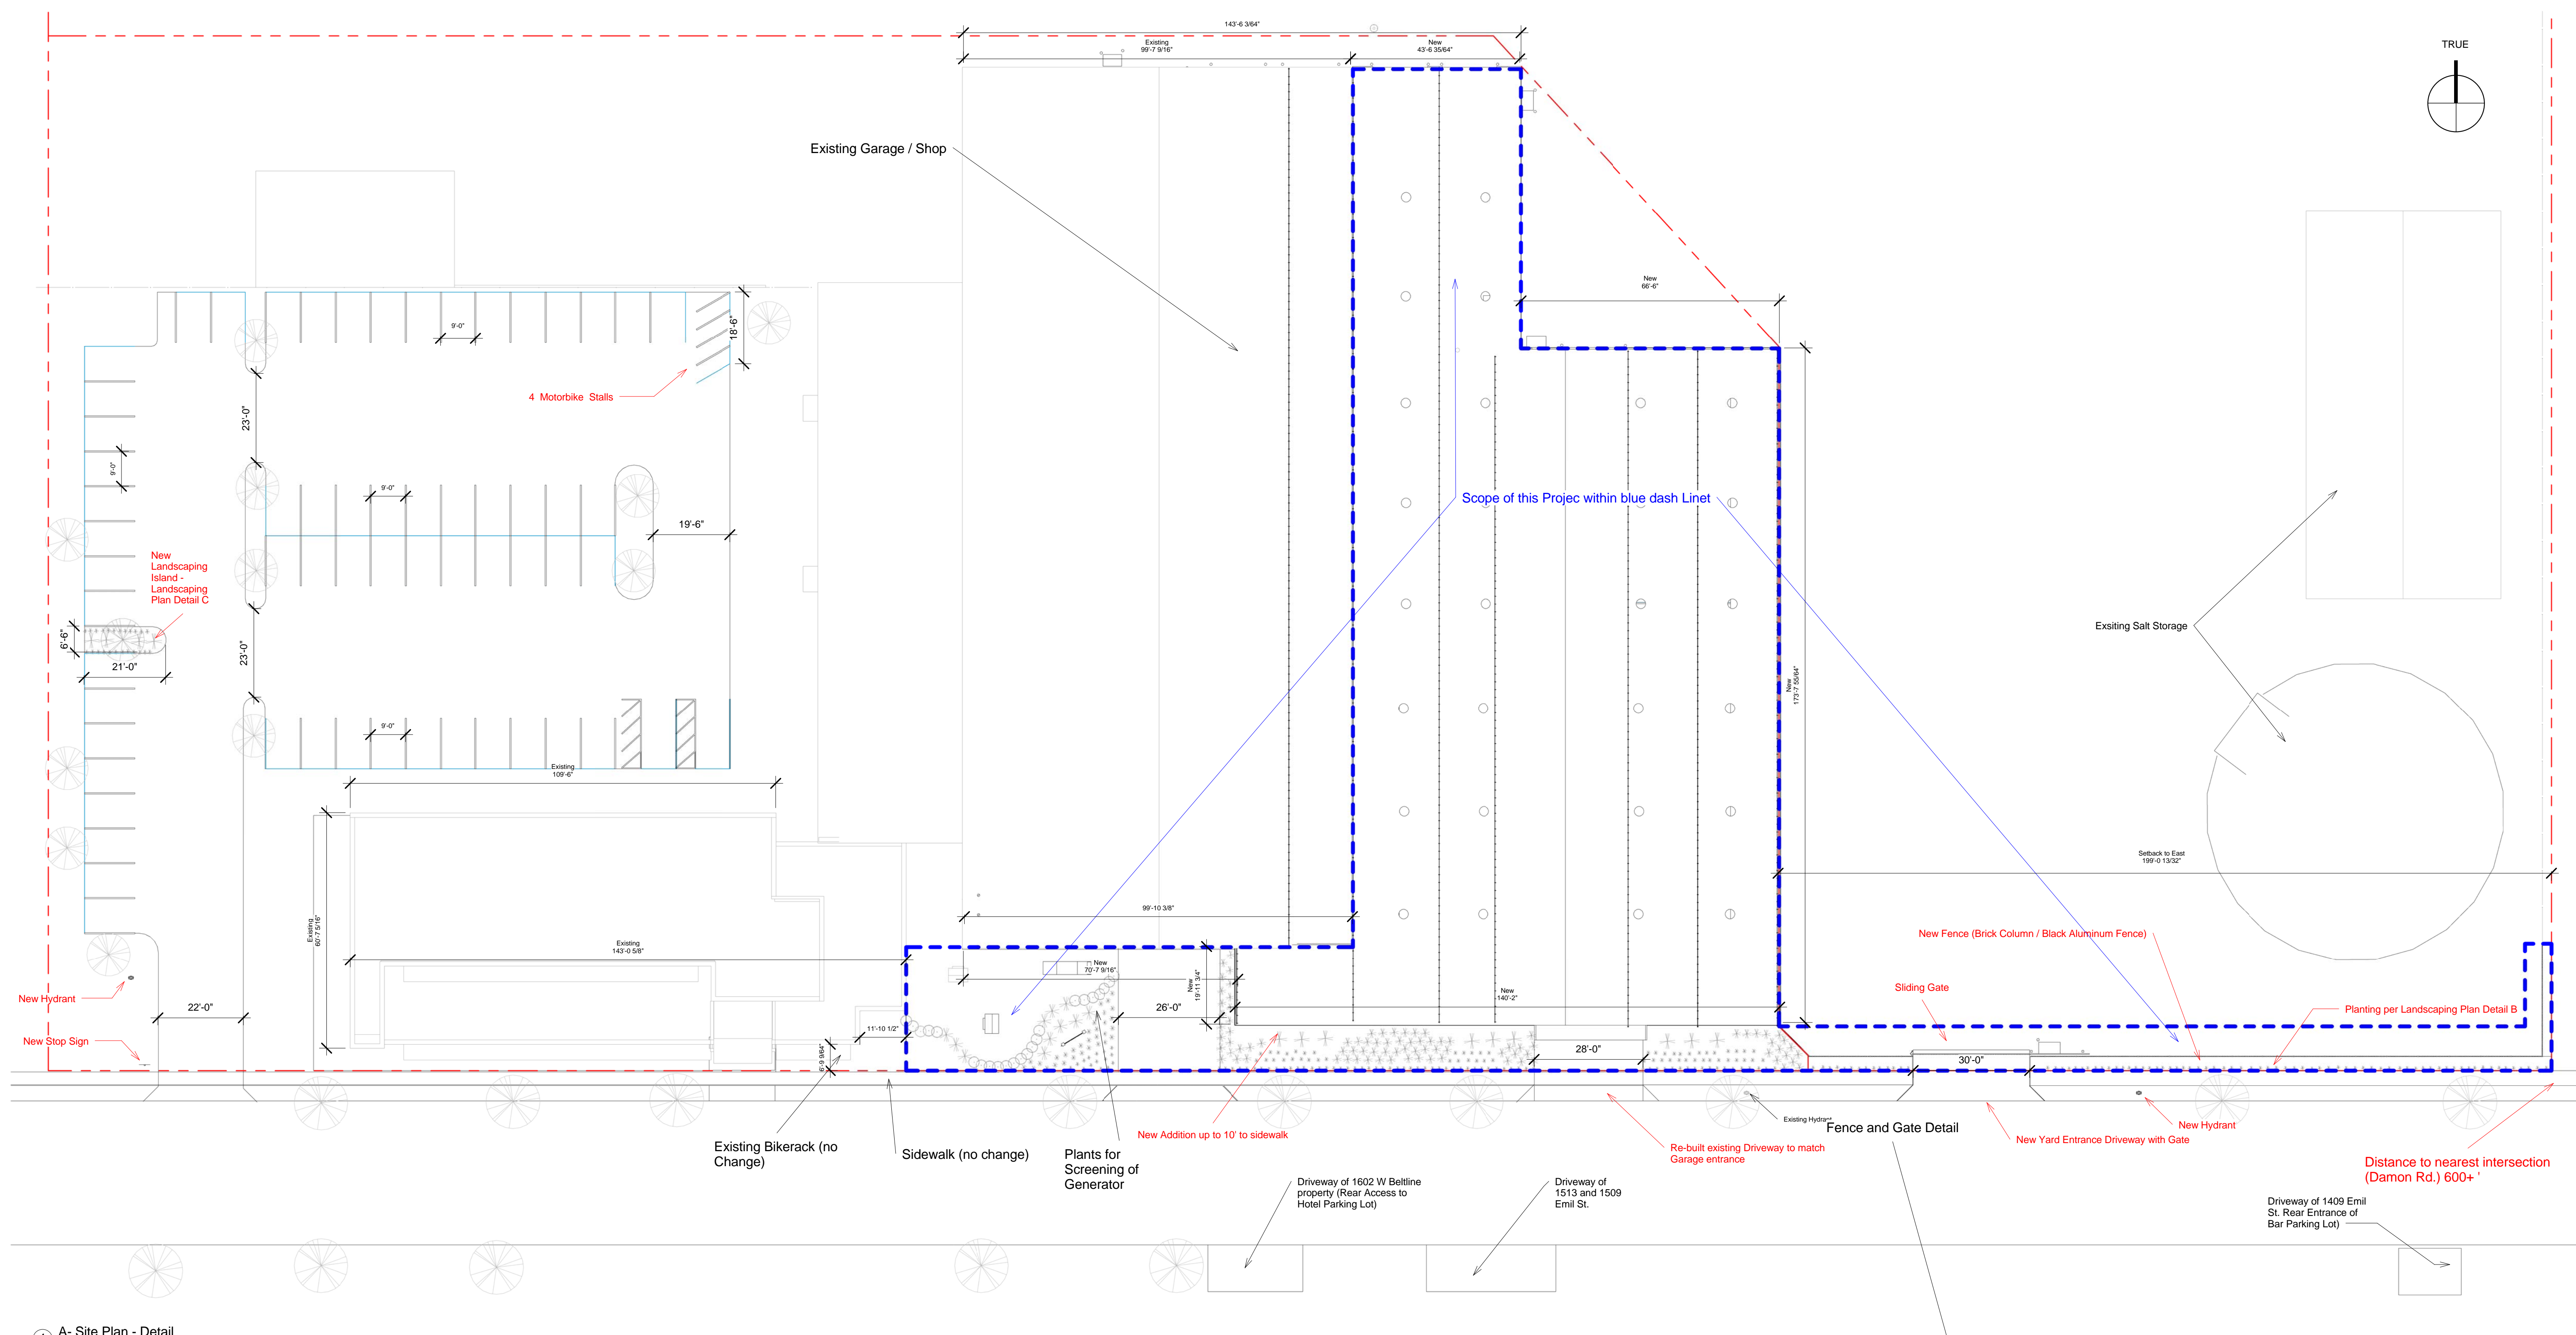 143'-6 3/64"
Existing
99'-7 9/16"
New
43'-6 35/64"
TRUE
Existing Garage / Shop
New
66'-6"
9'-0"
18'-6"
4 Motorbike Stalls
23'-0"
9'-0"
9'-0"
Scope of this Projec within blue dash Linet
19'-6"
New
Landscaping
Island -
Landscaping
Plan Detail C
6'-6"
21'-0"
23'-0"
Exsiting Salt Storage
New
173'-7 55/64"
9'-0"
Existing
109'-6"
Setback to East
199'-0 13/32"
99'-10 3/8"
Existing
60'-7 5/16"
Existing
143'-0 5/8"
New
70'-7 9/16"
New
19'-11 3/4"
New
140'-2"
New Fence (Brick Column / Black Aluminum Fence)
Sliding Gate
New Hydrant
22'-0"
26'-0"
Planting per Landscaping Plan Detail B
11'-10 1/2"
New Stop Sign
6'-9 9/64"
28'-0"
30'-0"
Existing Hydrant
Fence and Gate Detail
New Hydrant
New Addition up to 10' to sidewalk
New Yard Entrance Driveway with Gate
Existing Bikerack (no
Change)
Sidewalk (no change)
Plants for
Screening of
Generator
Re-built existing Driveway to match
Garage entrance
Distance to nearest intersection
(Damon Rd.) 600+ '
Driveway of 1602 W Beltline
property (Rear Access to
Hotel Parking Lot)
Driveway of
1513 and 1509
Emil St.
Driveway of 1409 Emil
St. Rear Entrance of
Bar Parking Lot)
A- Site Plan - Detail